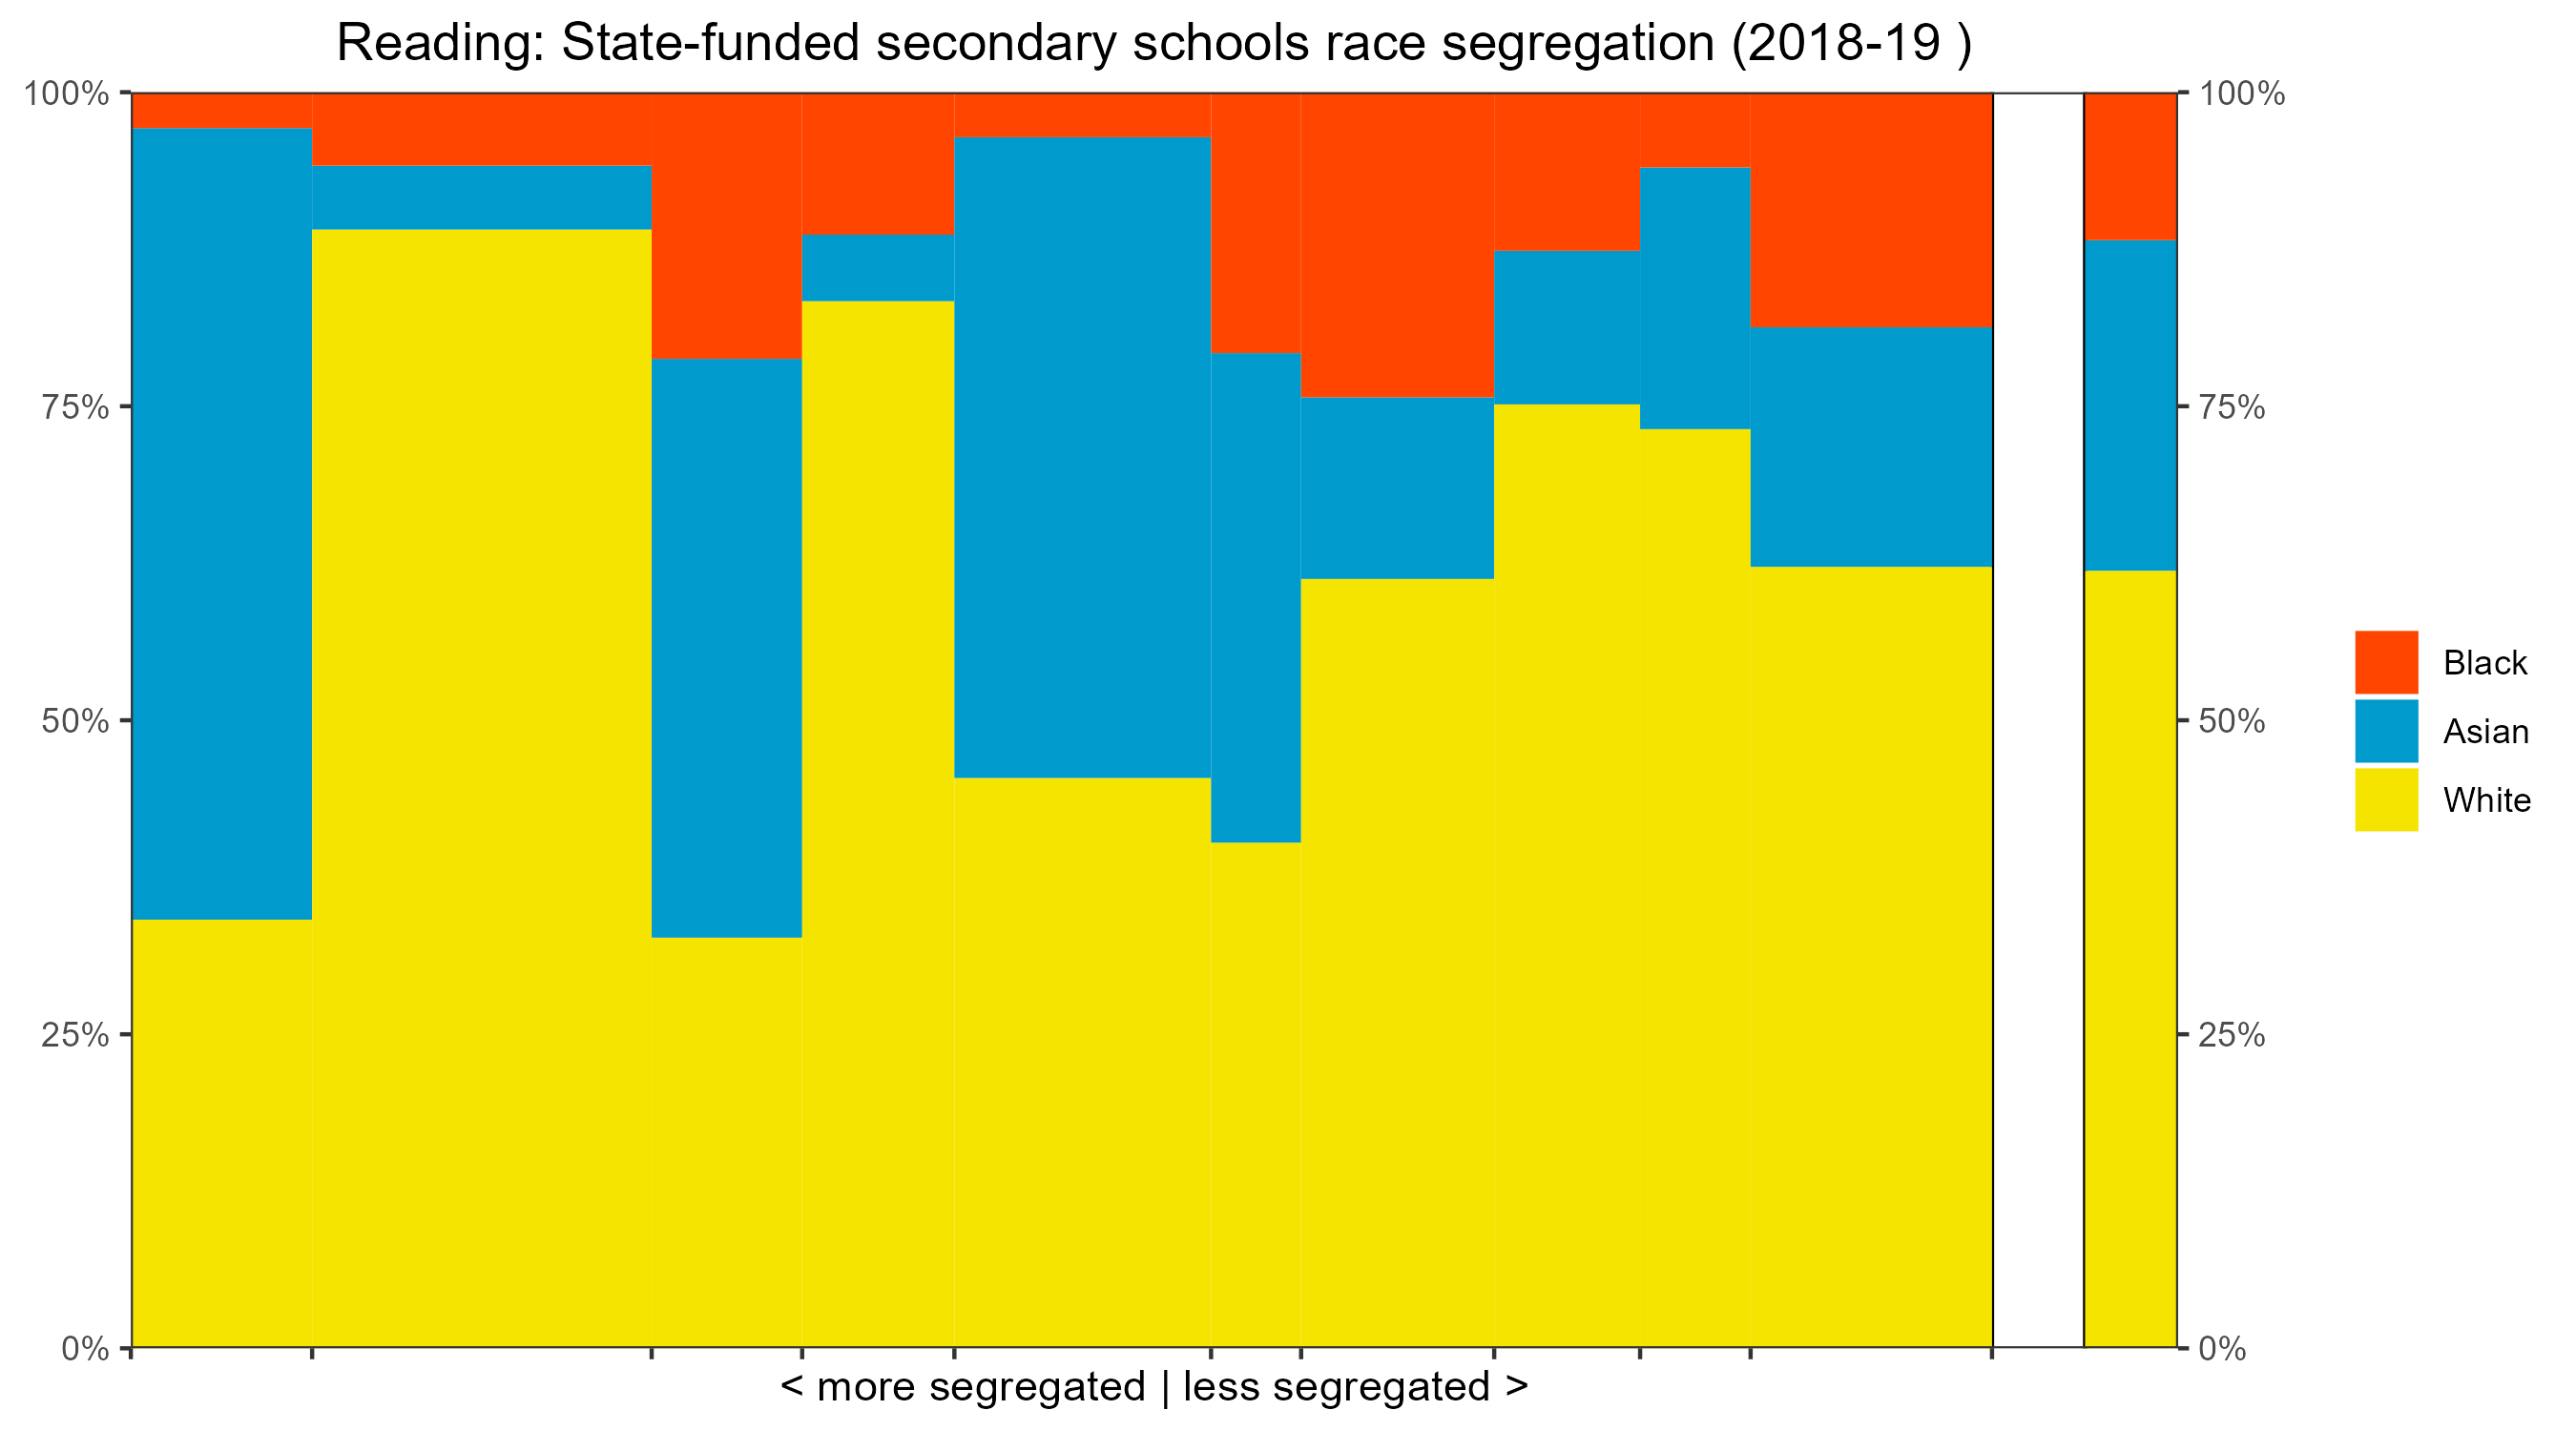 Reading: State-funded secondary schools race segregation (2018-19 )
100%
75%
50%
25%
0%
100%
75%
50%
25%
0%
Black
Asian
White
< more segregated | less segregated >